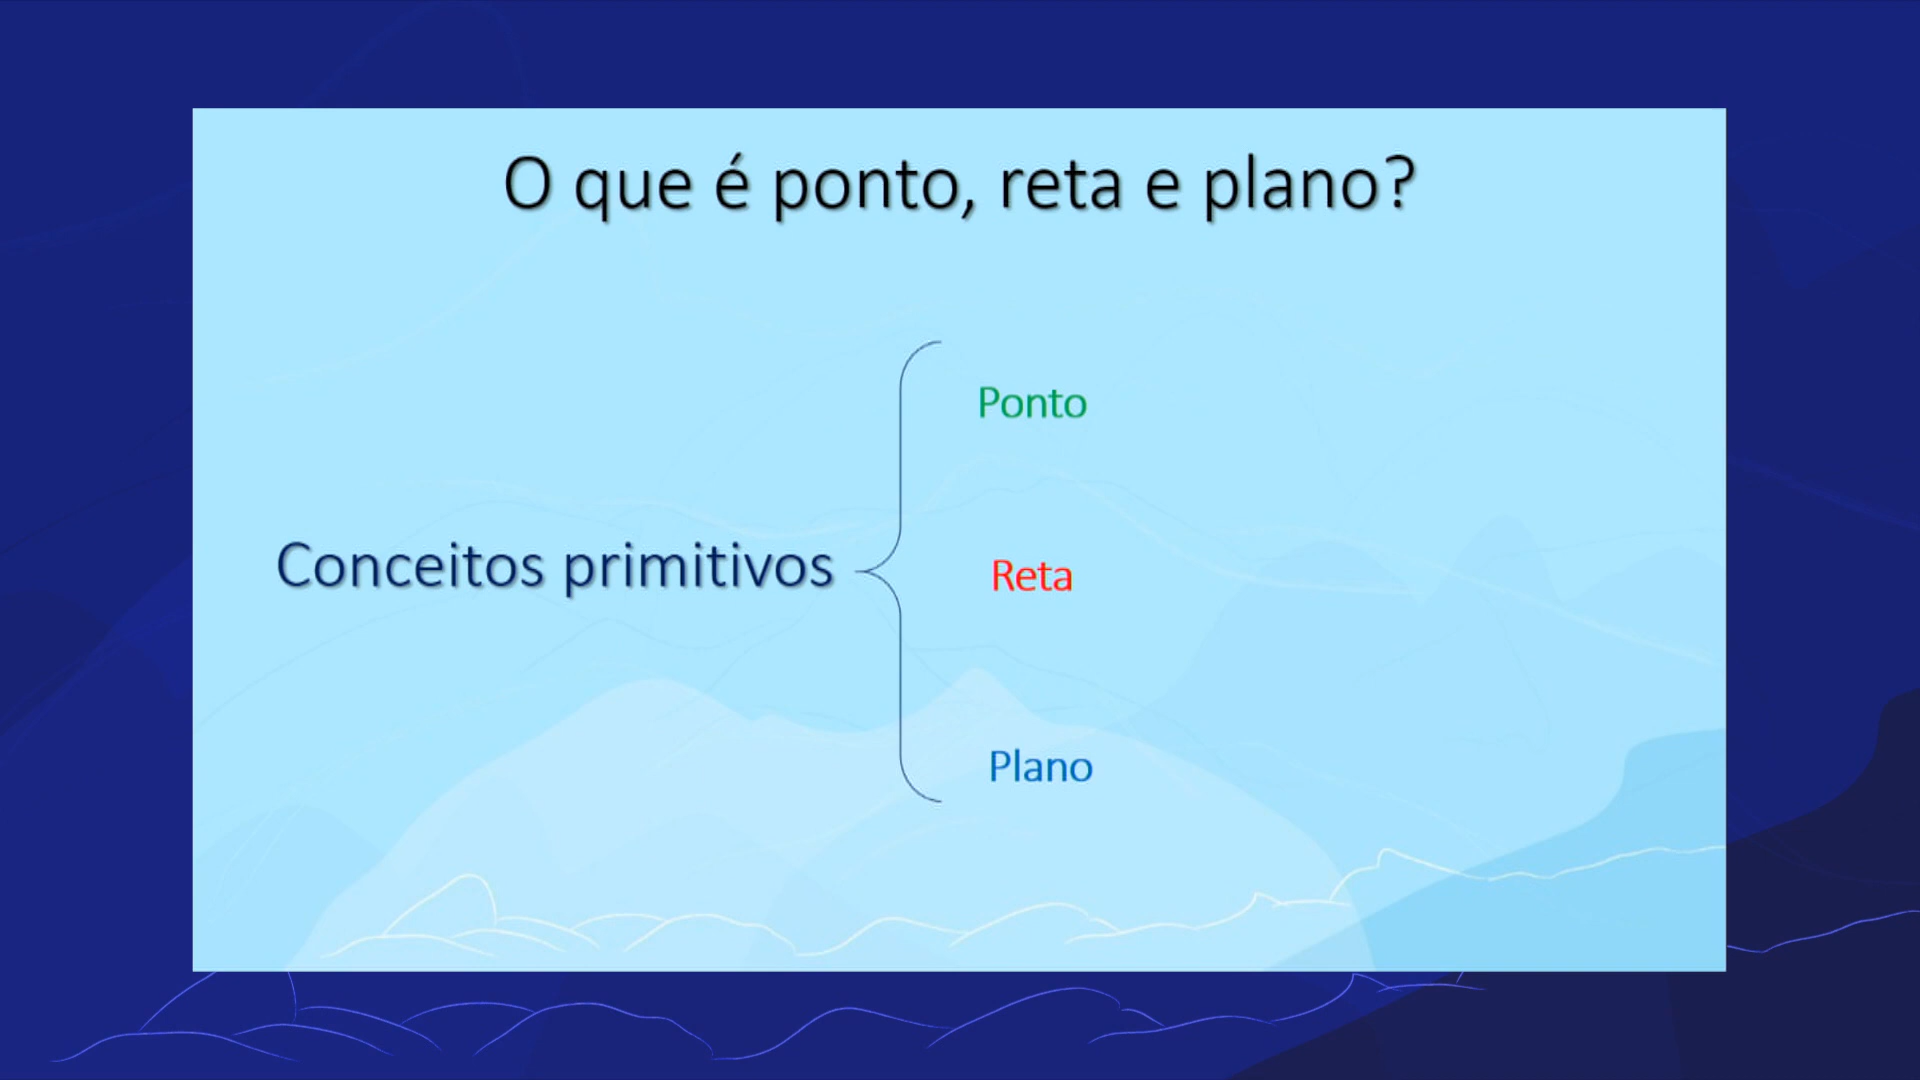 O que é ponto, reta e plano?
Ponto
Conceitos primitivos
Reta
Plano